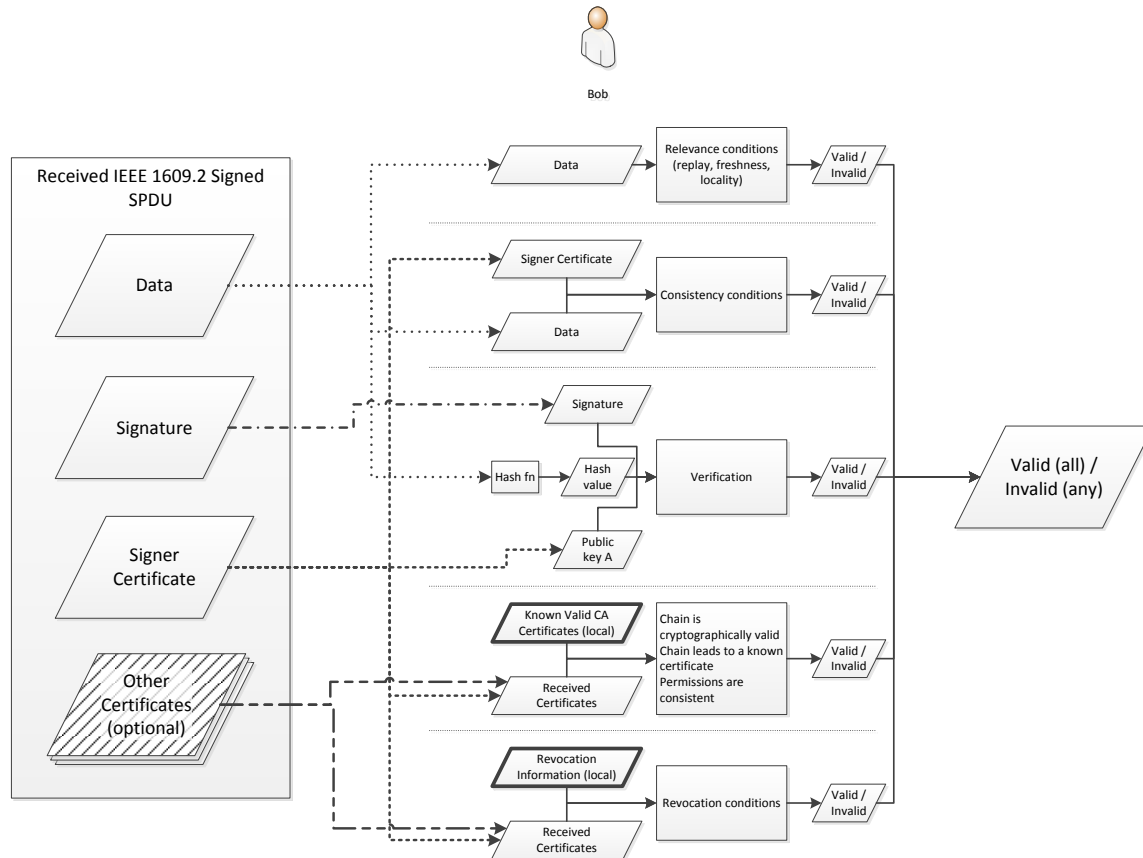 Bob
Received IEEE 1609.2 Signed
SPDU
Data
Signature
Signer
Certificate
Other
Certificates
(optional)
Data
Relevance conditions
(replay, freshness,
locality)
Valid /
Invalid
Signer Certificate
Data
Consistency conditions
Valid /
Invalid
Signature
Hash fn
Hash
value
Public
key A
Verification
Valid /
Invalid
Known Valid CA
Certificates (local)
Received
Certificates
Chain is
cryptographically valid
Chain leads to a known
certificate
Permissions are
consistent
Valid /
Invalid
Revocation
Information (local)
Received
Certificates
Revocation conditions
Valid /
Invalid
Valid (all) /
Invalid (any)